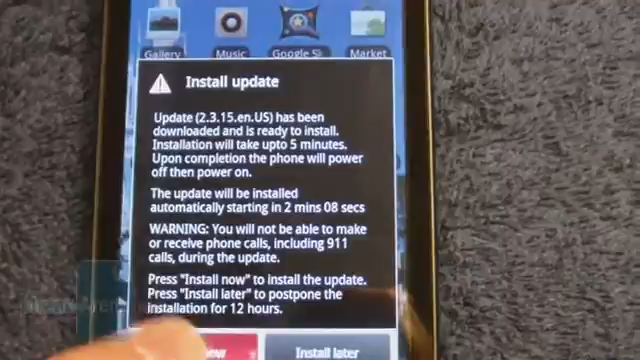 Gallery Music Google Sk Market
Install update
Update (2.3.15.en.US) has been
downloaded and is ready to install.
Installation will take upto 5 minutes.
Upon completion the phone will power
off then power on.
The update will be installed
automatically starting in 2 mins 08 secs
WARNING: You will not be able to make
or receive phone calls, including 911
calls, during the update.
Press "Install now" to install the update.
Press "Install later" to postpone the
installation for 12 hours.
Install later